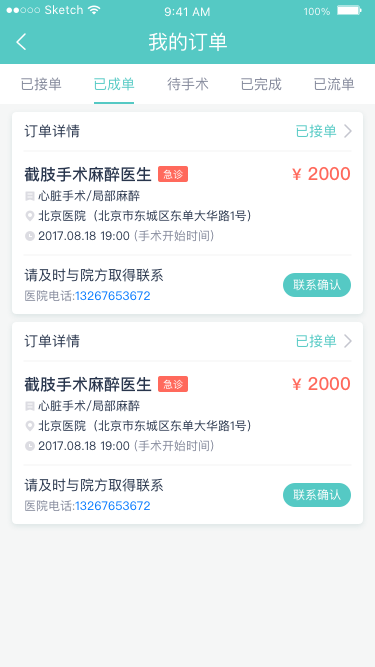 Sketch 9:41 AM 100%
我的订单
已接单 已成单 待手术 已完成 已流单
订单详情 已接单
截肢手术麻醉医生 急诊 ¥ 2000
心脏手术/局部麻醉
北京医院（北京市东城区东单大华路1号）
2017.08.18 19:00 (手术开始时间)
请及时与院方取得联系
医院电话:13267653672 联系确认
订单详情 已接单
截肢手术麻醉医生 急诊 ¥ 2000
心脏手术/局部麻醉
北京医院（北京市东城区东单大华路1号）
2017.08.18 19:00 (手术开始时间)
请及时与院方取得联系
医院电话:13267653672 联系确认